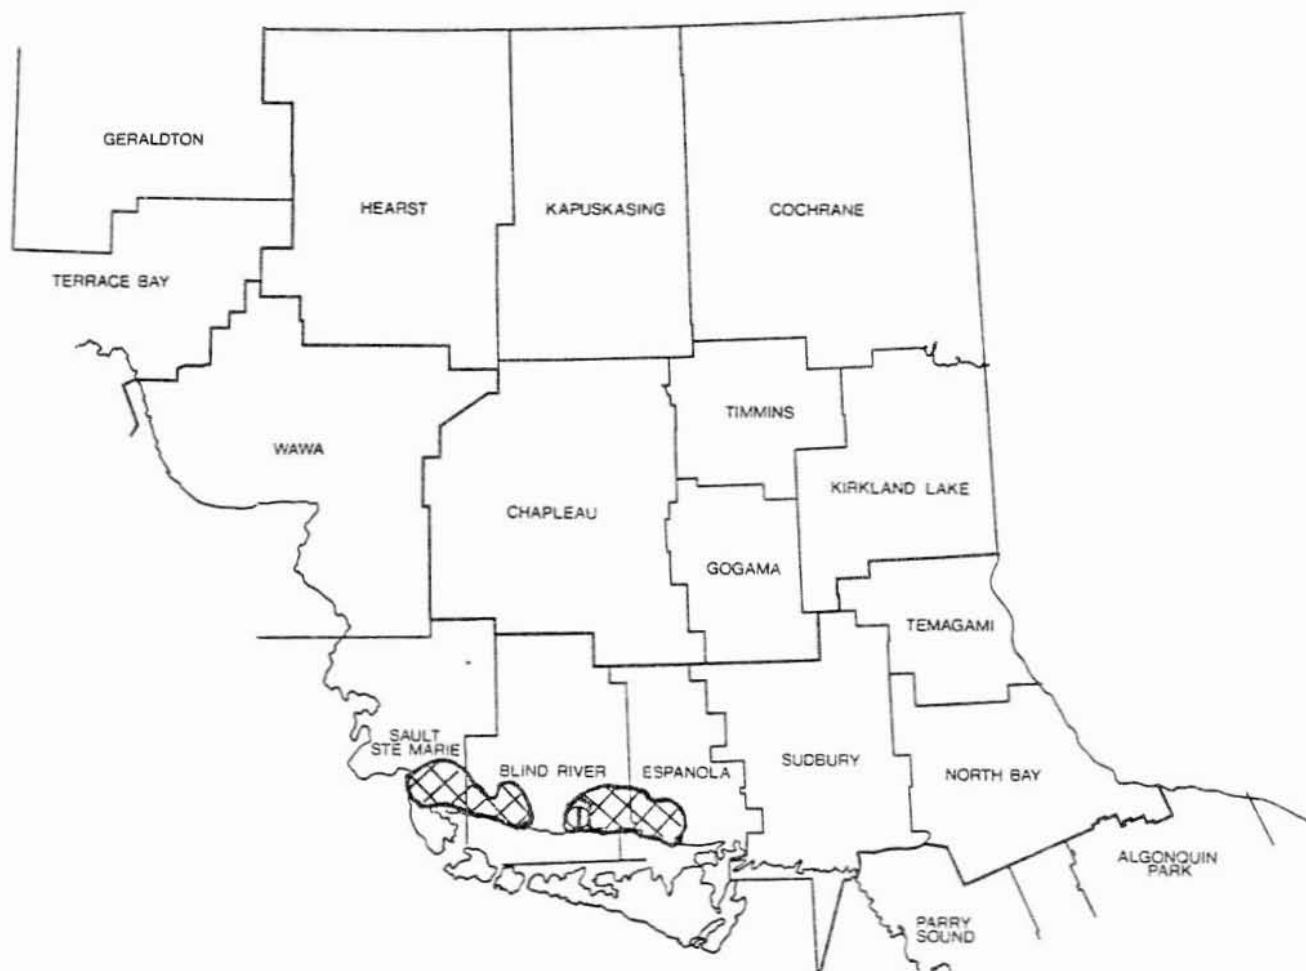 GERALDTON
HEARST
KAPUSKASING
COCHRANE
TERRACE BAY
TIMMINS
WAWA
KIRKLAND LAKE
CHAPLEAU
GOGAMA
TEMAGAMI
SAULT
STE MARIE
BLIND RIVER
ESPANOLA
SUDBURY
NORTH BAY
ALGONQUIN
PARK
PARRY
SOUND